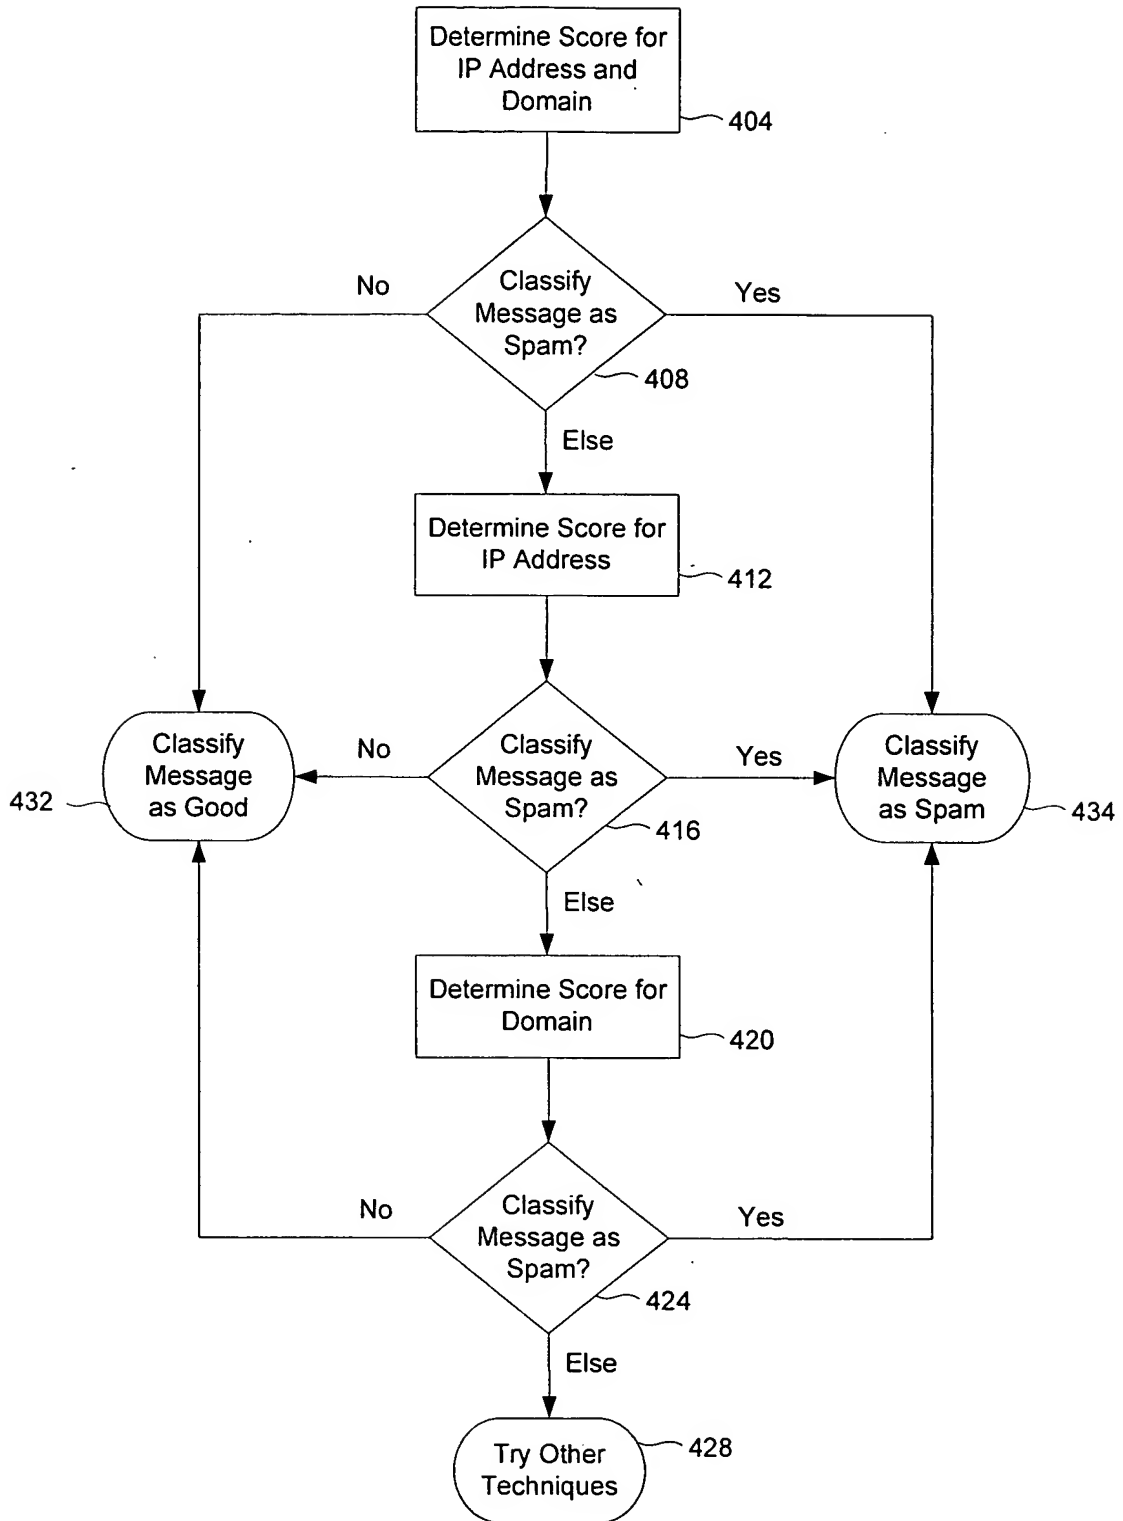 Determine Score for
IP Address and
Domain
404
No
Classify
Message as
Spam?
Yes
408
Else
Determine Score for
IP Address
412
Classify
Message
as Good
432
No
Classify
Message as
Spam?
Yes
416
Classify
Message
as Spam
434
Else
Determine Score for
Domain
420
No
Classify
Message as
Spam?
Yes
424
Else
Try Other
Techniques
428